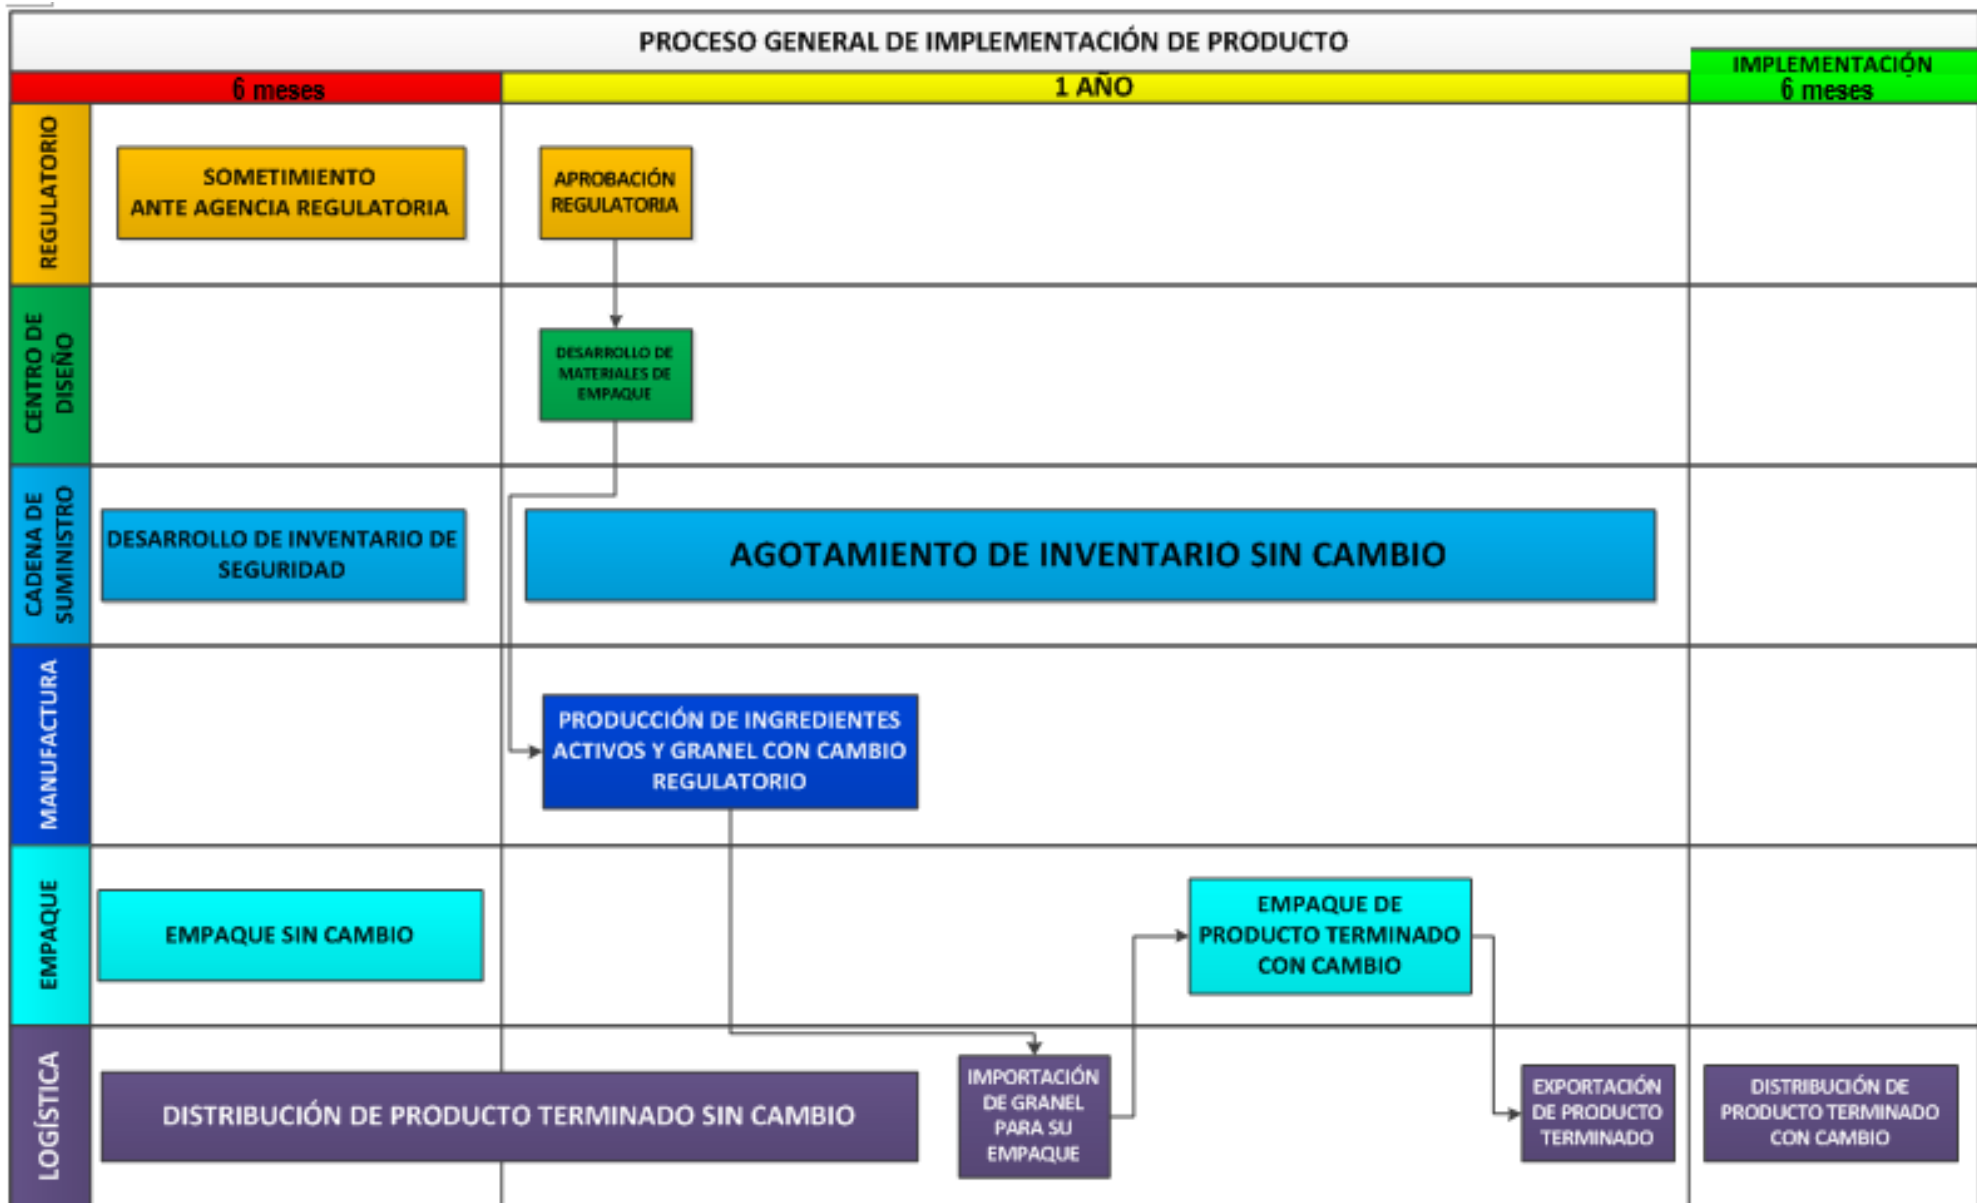 PROCESO GENERAL DE IMPLEMENTACIÓN DE PRODUCTO
6 meses
1 AÑO
IMPLEMENTACIÓN
6 meses
REGULATORIO
SOMETIMIENTO
ANTE AGENCIA REGULATORIA
APROBACIÓN
REGULATORIA
CENTRO DE
DISEÑO
DESARROLLO DE
MATERIALES DE
EMPAQUE
CADENA DE
SUMINISTRO
DESARROLLO DE INVENTARIO DE
SEGURIDAD
AGOTAMIENTO DE INVENTARIO SIN CAMBIO
MANUFACTURA
PRODUCCIÓN DE INGREDIENTES
ACTIVOS Y GRANEL CON CAMBIO
REGULATORIO
EMPAQUE
EMPAQUE SIN CAMBIO
EMPAQUE DE
PRODUCTO TERMINADO
CON CAMBIO
LOGÍSTICA
DISTRIBUCIÓN DE PRODUCTO TERMINADO SIN CAMBIO
IMPORTACIÓN
DE GRANEL
PARA SU
EMPAQUE
EXPORTACIÓN
DE PRODUCTO
TERMINADO
DISTRIBUCIÓN DE
PRODUCTO TERMINADO
CON CAMBIO